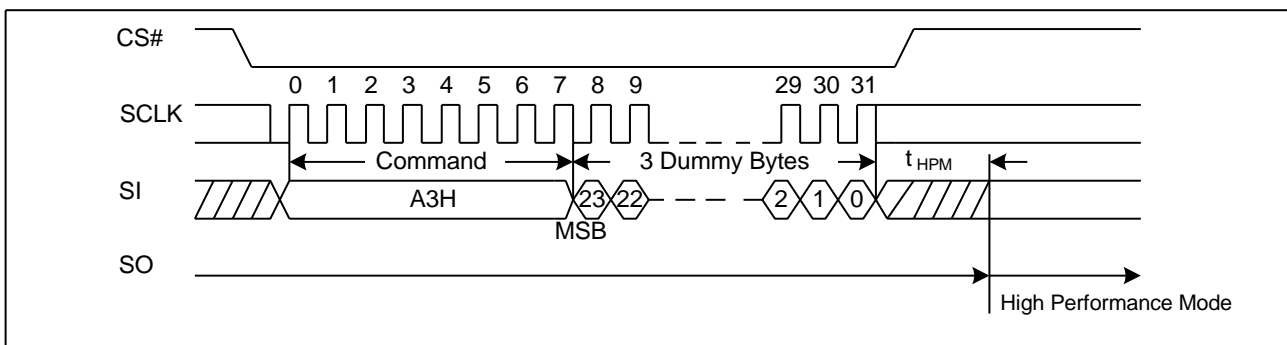 CS#
0 1 2 3 4 5 6 7 8 9 29 30 31
SCLK
Command 3 Dummy Bytes tHPM
SI
A3H 23 22 2 1 0
MSB
SO
High Performance Mode